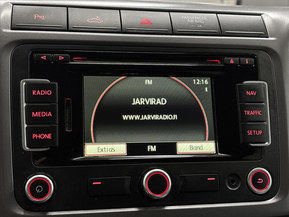 FM 12:16
RADIO
MEDIA
PHONE
JARVIRAD
WWW.JARVIRADIO.FI
NAV
TRAFFIC
SETUP
Extras FM Band